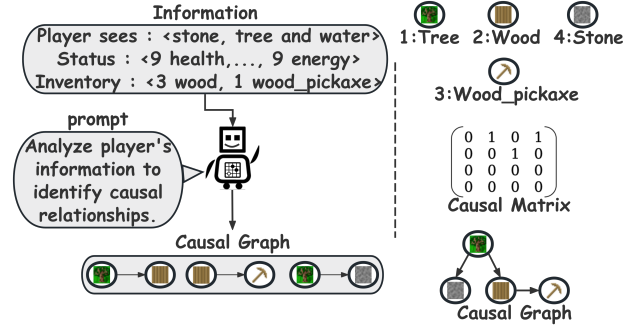 Information
Player sees : <stone, tree and water>
Status : <9 health,..., 9 energy>
Inventory : <3 wood, 1 wood_pickaxe>
prompt
Analyze player's
information to
identify causal
relationships.
Causal Graph
1:Tree 2:Wood 4:Stone
3:Wood_pickaxe
0 1 0 1
0 0 1 0
0 0 0 0
0 0 0 0
Causal Matrix
Causal Graph